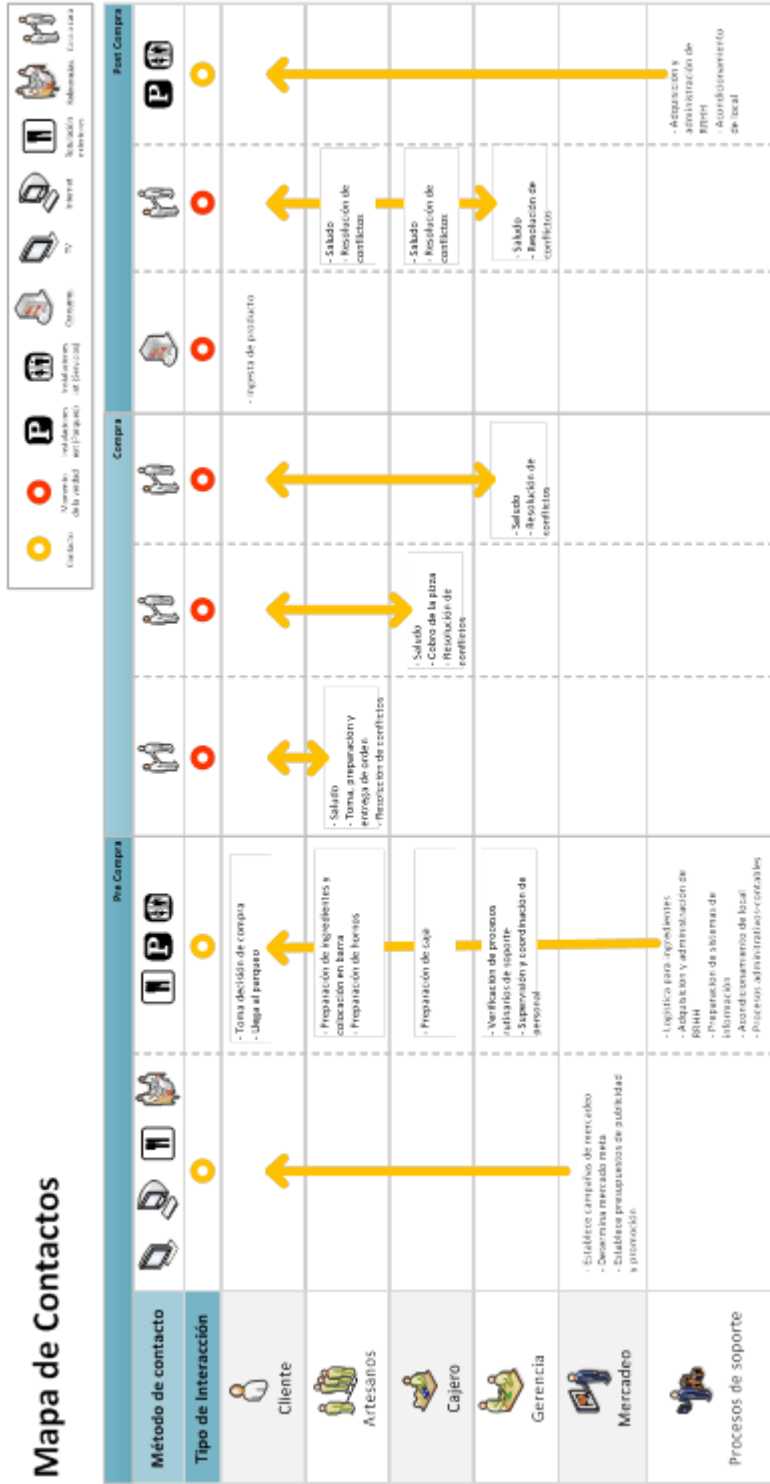 Mapa de Contactos
Contacto
Momento
de la verdad
Instalaciones
ext (Parqueo)
Instalaciones
int (Servicios)
Consumo
TV
Internet
Rotulación
exteriores
Referencias
Cara a cara
Pre Compra
Compra
Post Compra
Método de contacto
P
P
Tipo de Interacción
Cliente
- Toma decisión de compra
- Llega al parqueo
- Ingesta de producto
Artesanos
- Preparación de ingredientes y
colocación en barra
- Preparación de hornos
- Saludo
- Toma, preparación y
entrega de orden
- Resolución de conflictos
- Saludo
- Resolución de
conflictos
Cajero
- Preparación de caja
- Saludo
- Cobro de la pizza
- Resolución de
conflictos
- Saludo
- Resolución de
conflictos
Gerencia
- Verificación de procesos
rutinarios de soporte
- Supervisión y coordinación de
personal
- Saludo
- Resolución de
conflictos
- Saludo
- Resolución de
conflictos
Mercadeo
- Establece campañas de mercadeo
- Determina mercado meta
- Establece presupuestos de publicidad
y promoción
Procesos de soporte
- Logística para ingredientes
- Adquisición y administración de
RRHH
- Preparación de sistemas de
información
- Acondicionamiento de local
- Procesos administrativos-contables
- Adquisición y
administración de
RRHH
- Acondicionamiento
de local